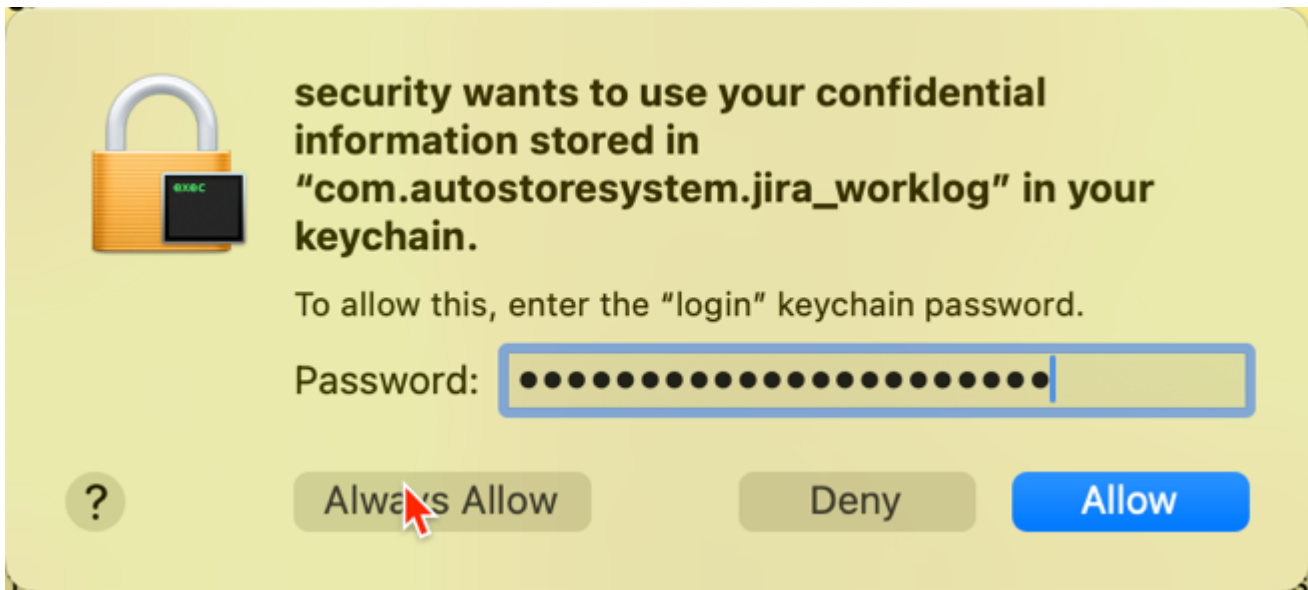 security wants to use your confidential
information stored in
“com.autostoresystem.jira_worklog” in your
keychain.
To allow this, enter the “login” keychain password.
Password: ●●●●●●●●●●●●●●●●●●●●●●
exec
? Always Allow Deny Allow